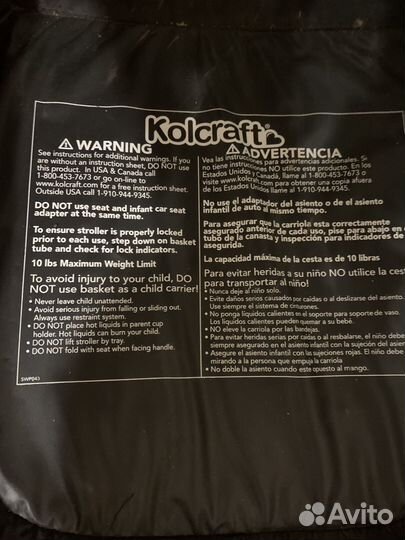 Kolcraft
WARNING
See instructions for additional warnings. If you
are without an instruction sheet, DO NOT use
this product. In USA & Canada call
1-800-453-7673 or go on-line to
www.kolcraft.com for a free instruction sheet.
Outside USA call 1-910-944-9345.
DO NOT use seat and infant car seat
adapter at the same time.
To ensure stroller is properly locked
prior to each use, step down on basket
tube and check for lock indicators.
10 lbs Maximum Weight Limit
To avoid injury to your child, DO
NOT use basket as a child carrier!
• Never leave child unattended.
• Avoid serious injury from falling or sliding out.
Always use restraint system.
• DO NOT place hot liquids in parent cup
holder. Hot liquids can burn your child.
• DO NOT lift stroller by tray.
• DO NOT fold with seat when facing handle.
SWP043
ADVERTENCIA
Vea las instrucciones para advertencias adicionales. Si
no tiene instrucciones NO utilice este producto. En los
Estados Unidos y Canadá, llame al 1-800-453-7673 o
visite www.kolcraft.com para obtener una copia
de los Estados Unidos llame al 1-910-944-9345.
No use el adaptador del asiento o de el asiento
infantil de auto al mismo tiempo.
Para asegurar que la carriola esta correctamente
asegurado anterior de cada uso, pise para abajo en
tubo de la canasta y inspección para indicadores de
asegurida.
La capacidad máxima de la cesta es de 10 libras
Para evitar heridas a su niño NO utilice la cest
para transportar al niño!
• Nunca deje al niño solo.
• Evite daños serios causados por caídas o al deslizarse del asiento.
Use siempre el sistema de cinturones.
• No ponga líquidos calientes en el soporte para vaso.
Los líquidos calientes pueden quemar a su bebé.
• NO eleve la carriola por las bardejas.
• Para evitar heridas serias por caídas o al resbalarse, el niño debe
siempre asegurado en el asiento infantil con la sujeción del asien
• Asegure el asiento infantil con las sujeciones rojas. El niño debe
mirando a la persona que empuja la carriola
• No doble la asiento cuando este opuesto al mango.
Avito